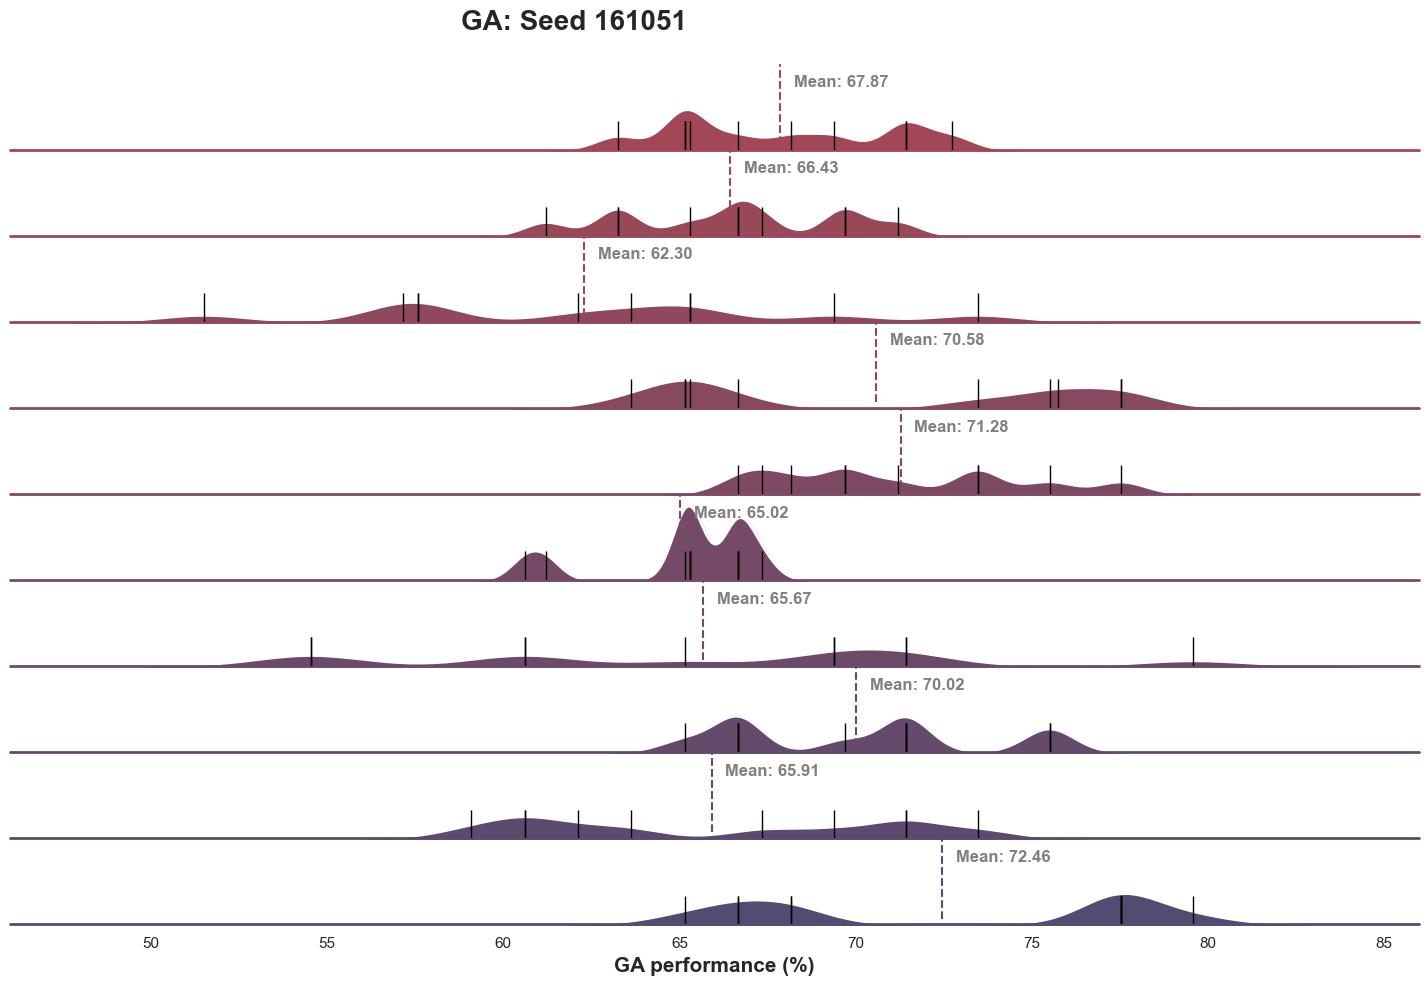 GA: Seed 161051
Mean: 67.87
Mean: 66.43
Mean: 62.30
Mean: 70.58
Mean: 71.28
Mean: 65.02
Mean: 65.67
Mean: 70.02
Mean: 65.91
Mean: 72.46
50 55 60 65 70 75 80 85
GA performance (%)